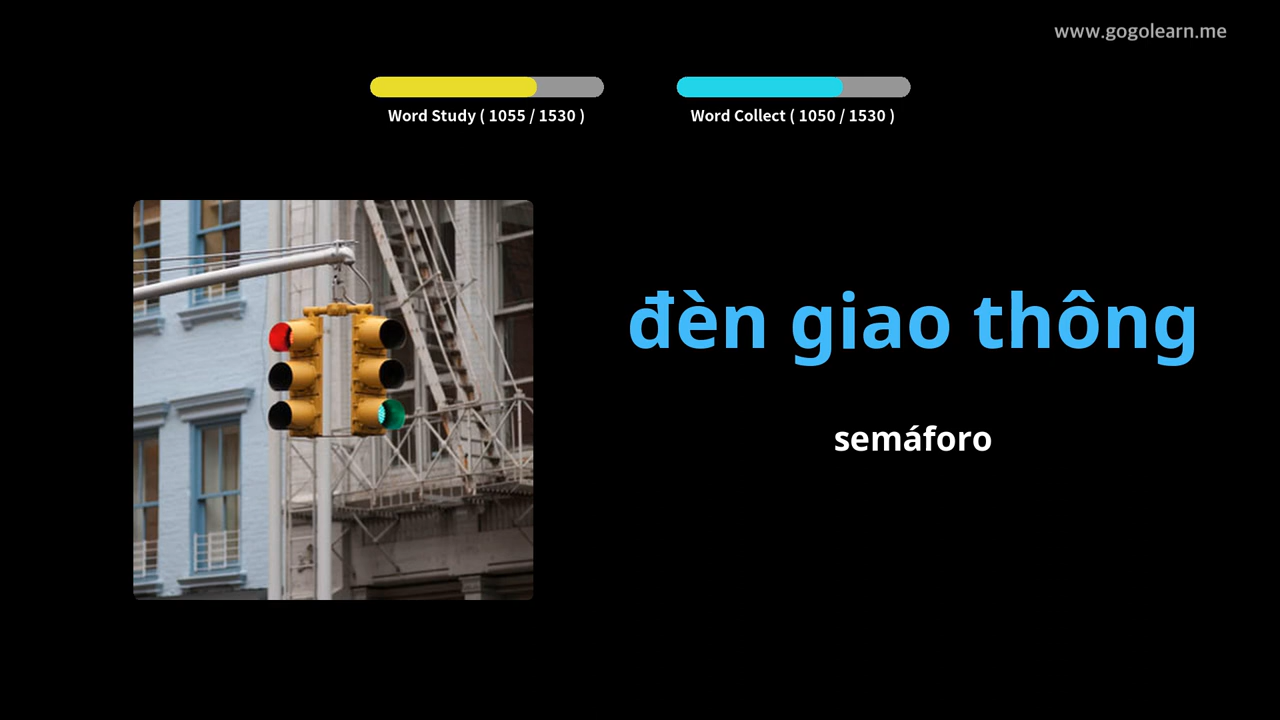 www.gogolearn.me
Word Study ( 1055 / 1530 )
Word Collect ( 1050 / 1530 )
đèn giao thông
semáforo